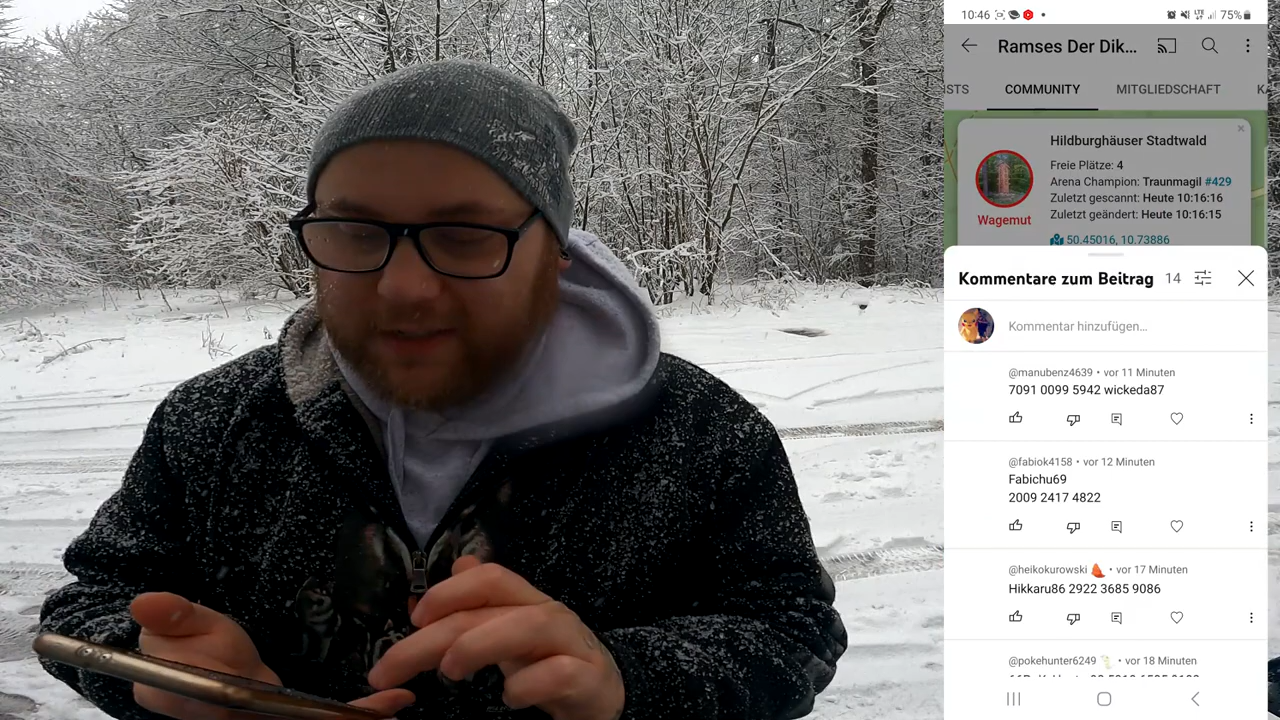 10:46
LTE
75%
Ramses Der Dik...
STS
COMMUNITY
MITGLIEDSCHAFT
Hildburghäuser Stadtwald
Freie Plätze: 4
Arena Champion: Traunmagil #429
Zuletzt gescannt: Heute 10:16:16
Zuletzt geändert: Heute 10:16:15
Wagemut
50.45016, 10.73886
Kommentare zum Beitrag 14
Kommentar hinzufügen...
@manubenz4639 • vor 11 Minuten
7091 0099 5942 wickeda87
@fabiok4158 • vor 12 Minuten
Fabichu69
2009 2417 4822
@heikokurowski • vor 17 Minuten
Hikkaru86 2922 3685 9086
@pokehunter6249 • vor 18 Minuten